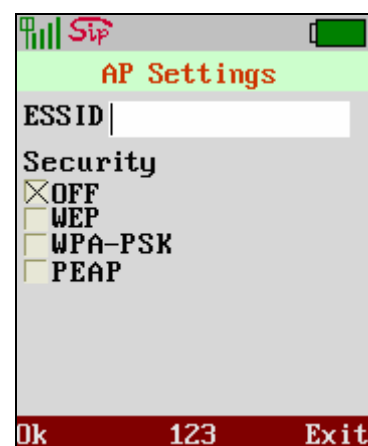 Sip
AP Settings
ESSID
Security
OFF
WEP
WPA-PSK
PEAP
Ok 123 Exit